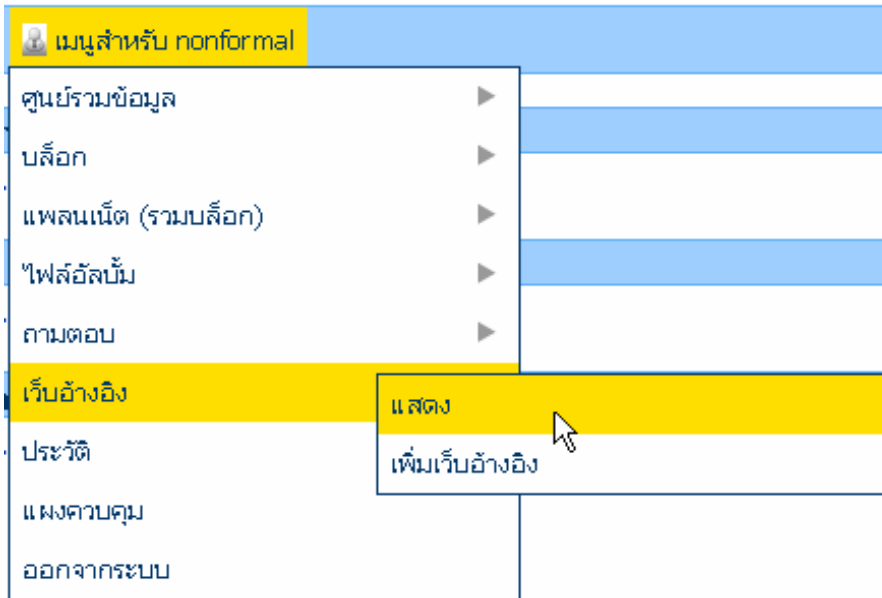 เมนูสำหรับ nonformal
ศูนย์รวมข้อมูล
บล็อก
แพลนเน็ต (รวมบล็อก)
ไฟล์อัลบั้ม
ถามตอบ
เว็บอ้างอิง
แสดง
เพิ่มเว็บอ้างอิง
ประวัติ
แผงควบคุม
ออกจากระบบ